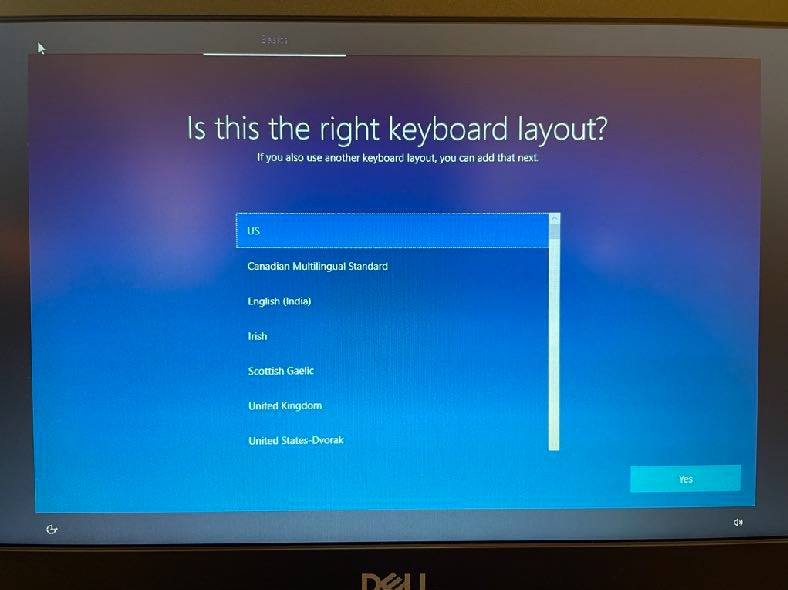 Basics
Is this the right keyboard layout?
If you also use another keyboard layout, you can add that next.
US
Canadian Multilingual Standard
English (India)
Irish
Scottish Gaelic
United Kingdom
United States-Dvorak
Yes
DELL